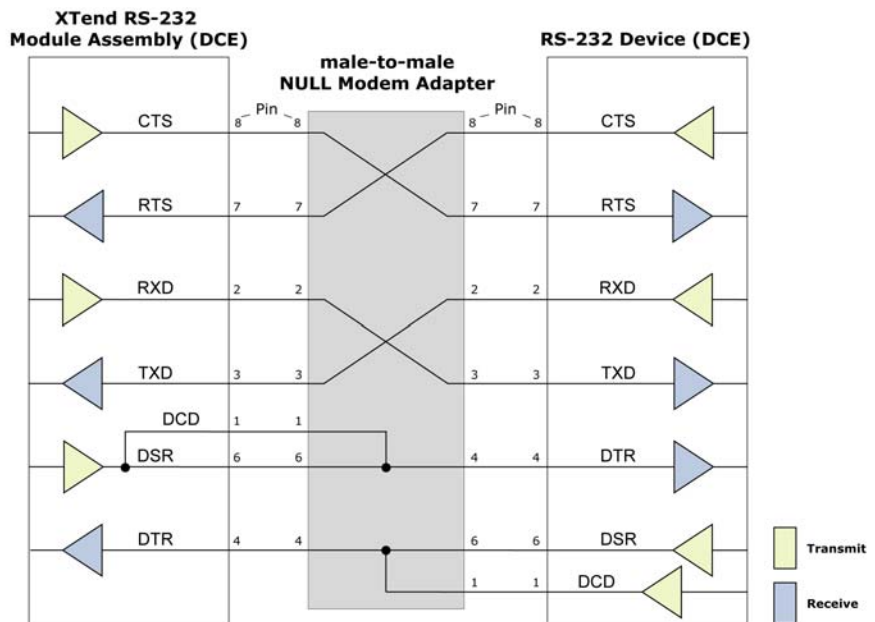 XTend RS-232
Module Assembly (DCE)
male-to-male
NULL Modem Adapter
RS-232 Device (DCE)
CTS 8 Pin 8 8 Pin 8 CTS
RTS 7 7 7 7 RTS
RXD 2 2 2 2 RXD
TXD 3 3 3 3 TXD
DCD 1 1
DSR 6 6 4 4 DTR
DTR 4 4 6 6 DSR
1 1 DCD
Transmit
Receive